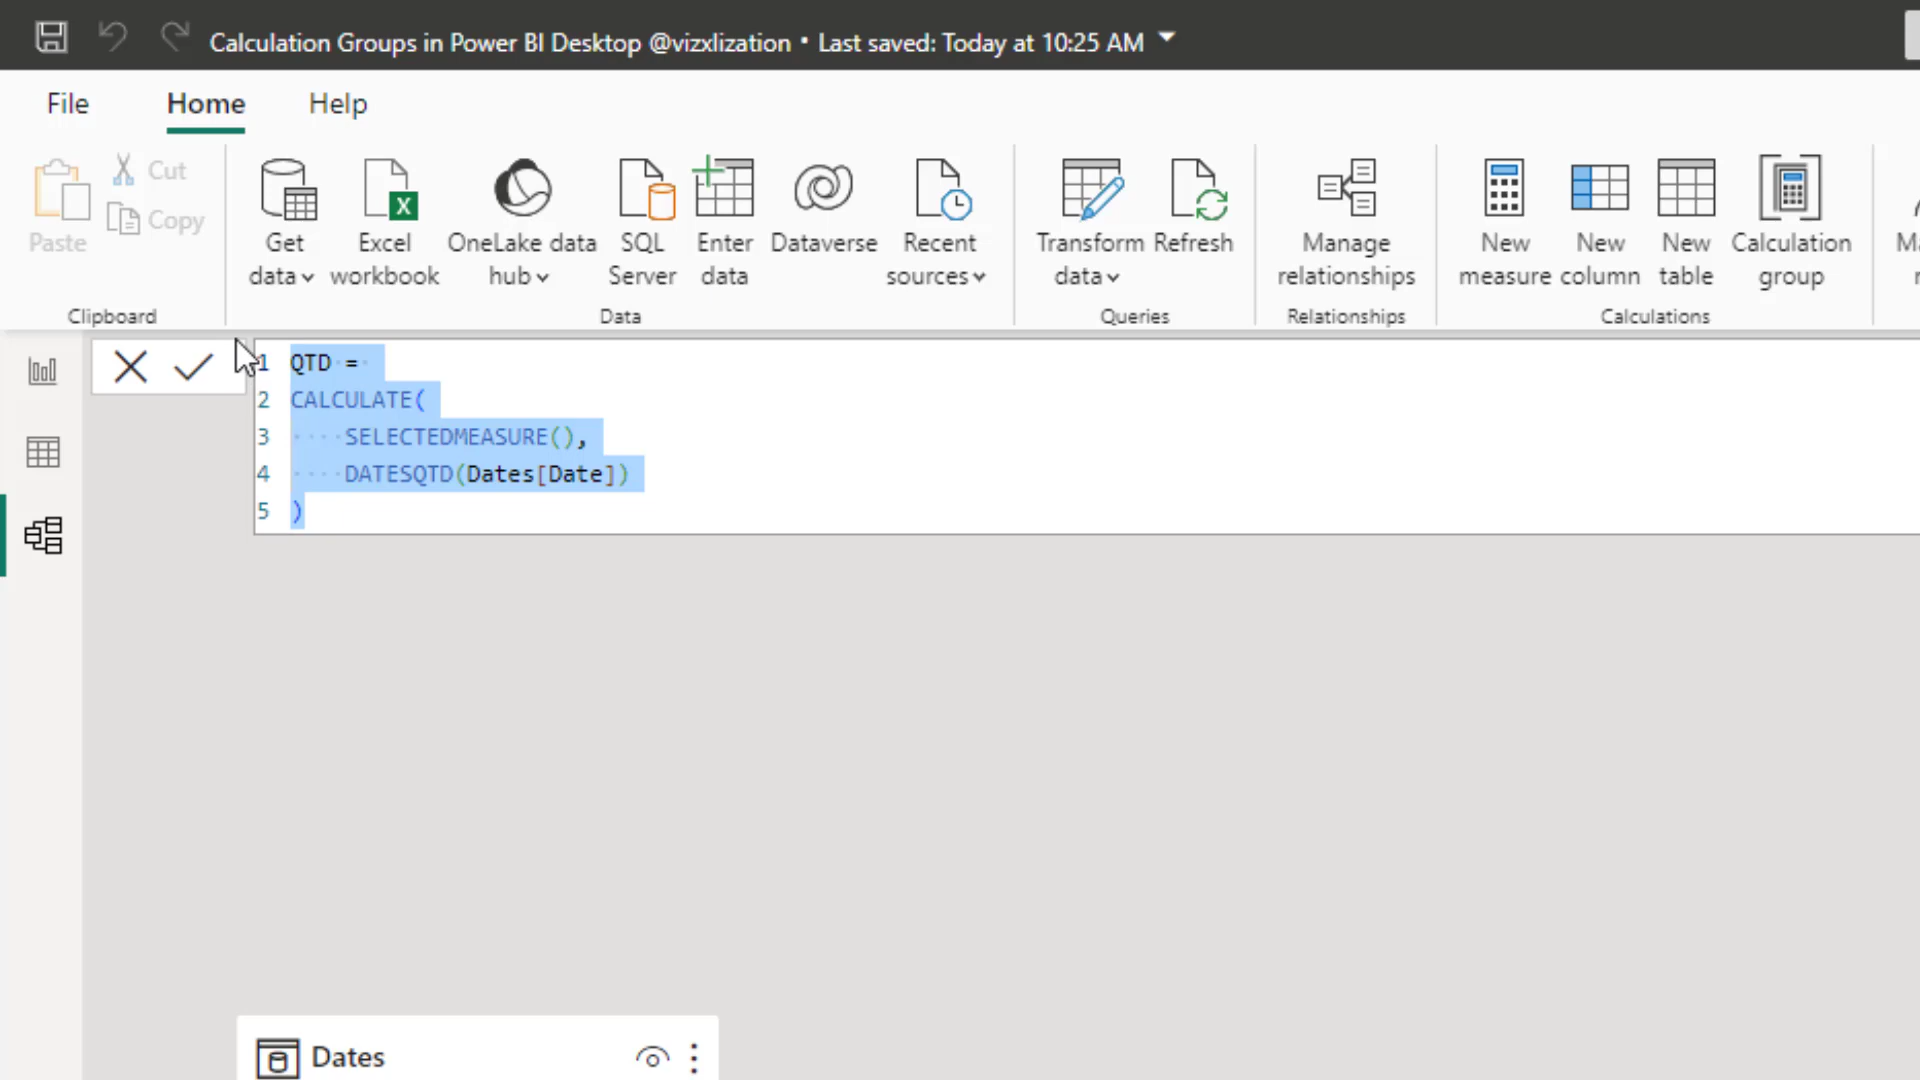 Calculation Groups in Power BI Desktop @vizxlization • Last saved: Today at 10:25 AM
File Home Help
Paste
Cut
Copy
Clipboard
Get
data
Excel
workbook
OneLake data
hub
SQL
Server
Enter
data
Dataverse
Recent
sources
Data
Transform
data
Refresh
Queries
Manage
relationships
Relationships
New
measure
New
column
New
table
Calculation
group
Calculations
1 QTD =
2 CALCULATE(
3 SELECTEDMEASURE(),
4 DATESQTD(Dates[Date])
5 )
Dates